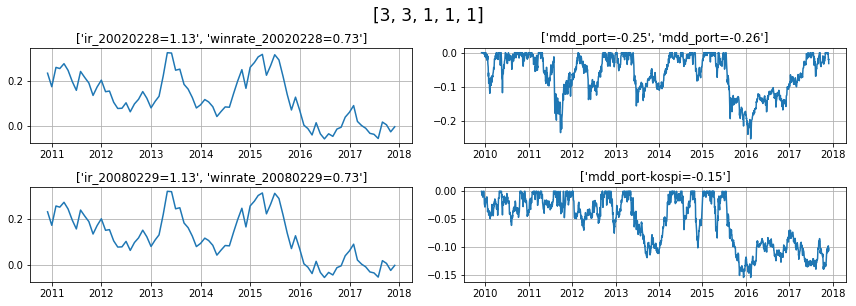 [3, 3, 1, 1, 1]
['ir_20020228=1.13', 'winrate_20020228=0.73']
0.2
0.0
2011 2012 2013 2014 2015 2016 2017 2018
['mdd_port=-0.25', 'mdd_port=-0.26']
0.0
−0.1
−0.2
2010 2011 2012 2013 2014 2015 2016 2017 2018
['ir_20080229=1.13', 'winrate_20080229=0.73']
0.2
0.0
2011 2012 2013 2014 2015 2016 2017 2018
['mdd_port-kospi=-0.15']
0.00
−0.05
−0.10
−0.15
2010 2011 2012 2013 2014 2015 2016 2017 2018